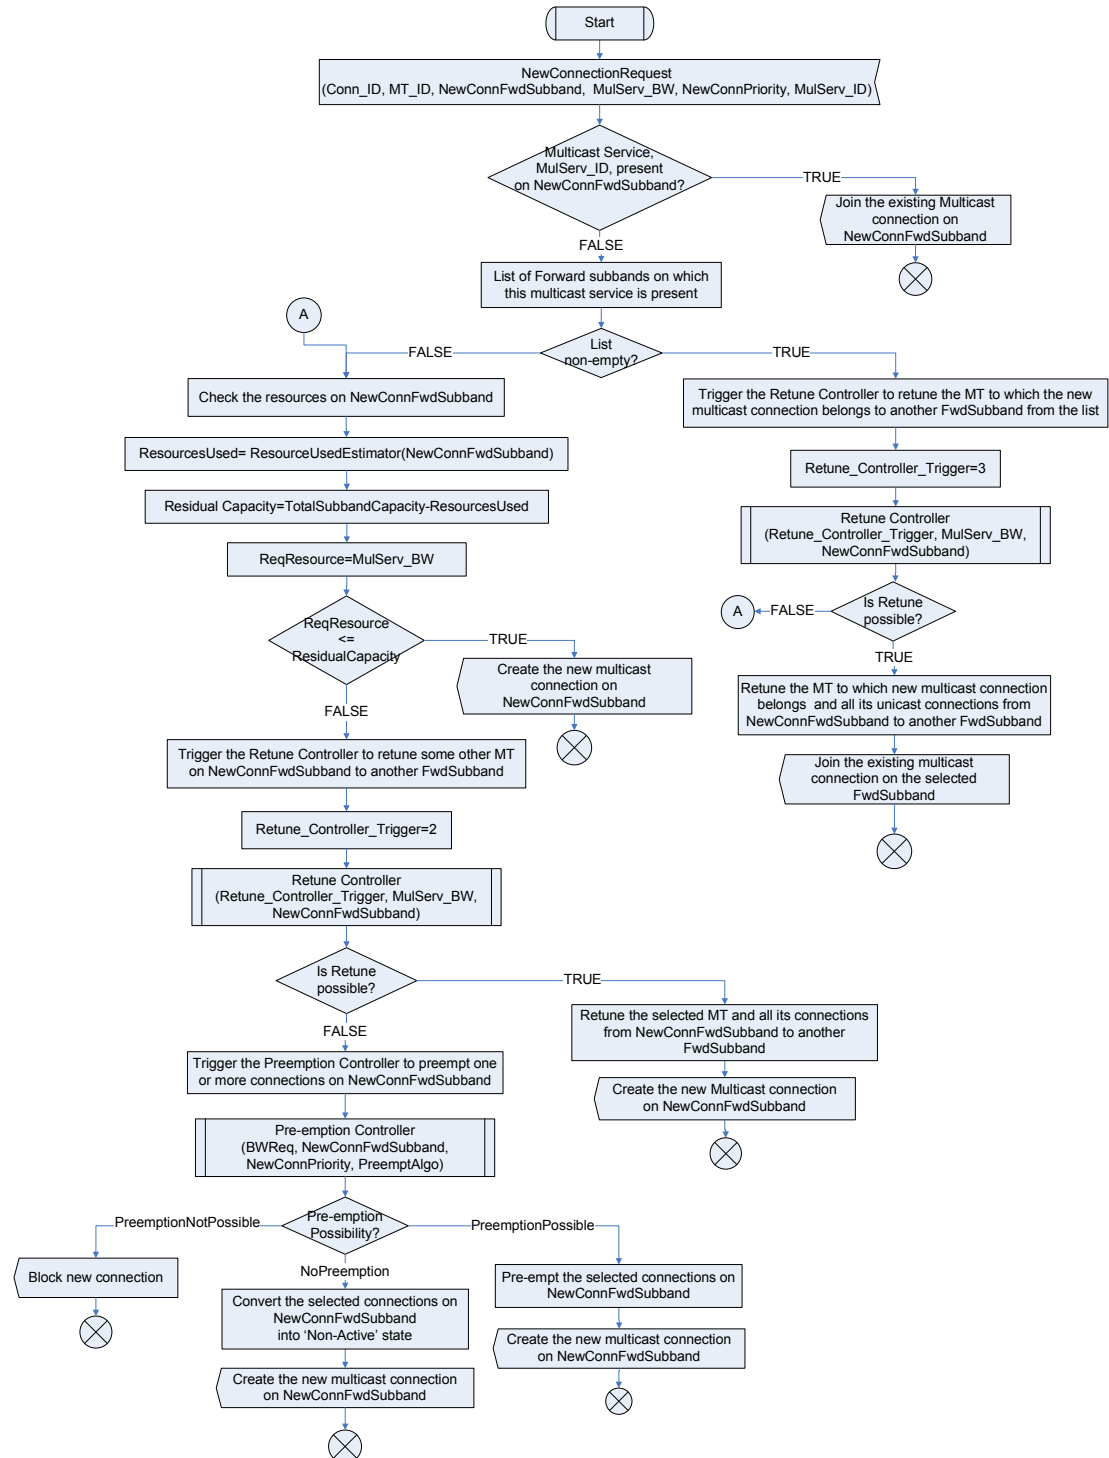 Start
NewConnectionRequest
(Conn_ID, MT_ID, NewConnFwdSubband, MulServ_BW, NewConnPriority, MulServ_ID)
Multicast Service,
MulServ_ID, present
on NewConnFwdSubband?
TRUE
Join the existing Multicast
connection on
NewConnFwdSubband
FALSE
List of Forward subbands on which
this multicast service is present
A
List
non-empty?
FALSE
TRUE
Check the resources on NewConnFwdSubband
Trigger the Retune Controller to retune the MT to which the new
multicast connection belongs to another FwdSubband from the list
ResourcesUsed= ResourceUsedEstimator(NewConnFwdSubband)
Retune_Controller_Trigger=3
Residual Capacity=TotalSubbandCapacity-ResourcesUsed
Retune Controller
(Retune_Controller_Trigger, MulServ_BW,
NewConnFwdSubband)
ReqResource=MulServ_BW
Is Retune
possible?
FALSE
A
TRUE
ReqResource
<=
ResidualCapacity
TRUE
Create the new multicast
connection on
NewConnFwdSubband
Retune the MT to which new multicast connection
belongs and all its unicast connections from
NewConnFwdSubband to another FwdSubband
FALSE
Trigger the Retune Controller to retune some other MT
on NewConnFwdSubband to another FwdSubband
Join the existing multicast
connection on the selected
FwdSubband
Retune_Controller_Trigger=2
Retune Controller
(Retune_Controller_Trigger, MulServ_BW,
NewConnFwdSubband)
Is Retune
possible?
TRUE
Retune the selected MT and all its connections
from NewConnFwdSubband to another
FwdSubband
FALSE
Trigger the Preemption Controller to preempt one
or more connections on NewConnFwdSubband
Create the new Multicast connection
on NewConnFwdSubband
Pre-emption Controller
(BWReq, NewConnFwdSubband,
NewConnPriority, PreemptAlgo)
Pre-emption
Possibility?
PreemptionNotPossible
PreemptionPossible
NoPreemption
Block new connection
Pre-empt the selected connections on
NewConnFwdSubband
Convert the selected connections on
NewConnFwdSubband
into 'Non-Active' state
Create the new multicast connection
on NewConnFwdSubband
Create the new multicast connection
on NewConnFwdSubband